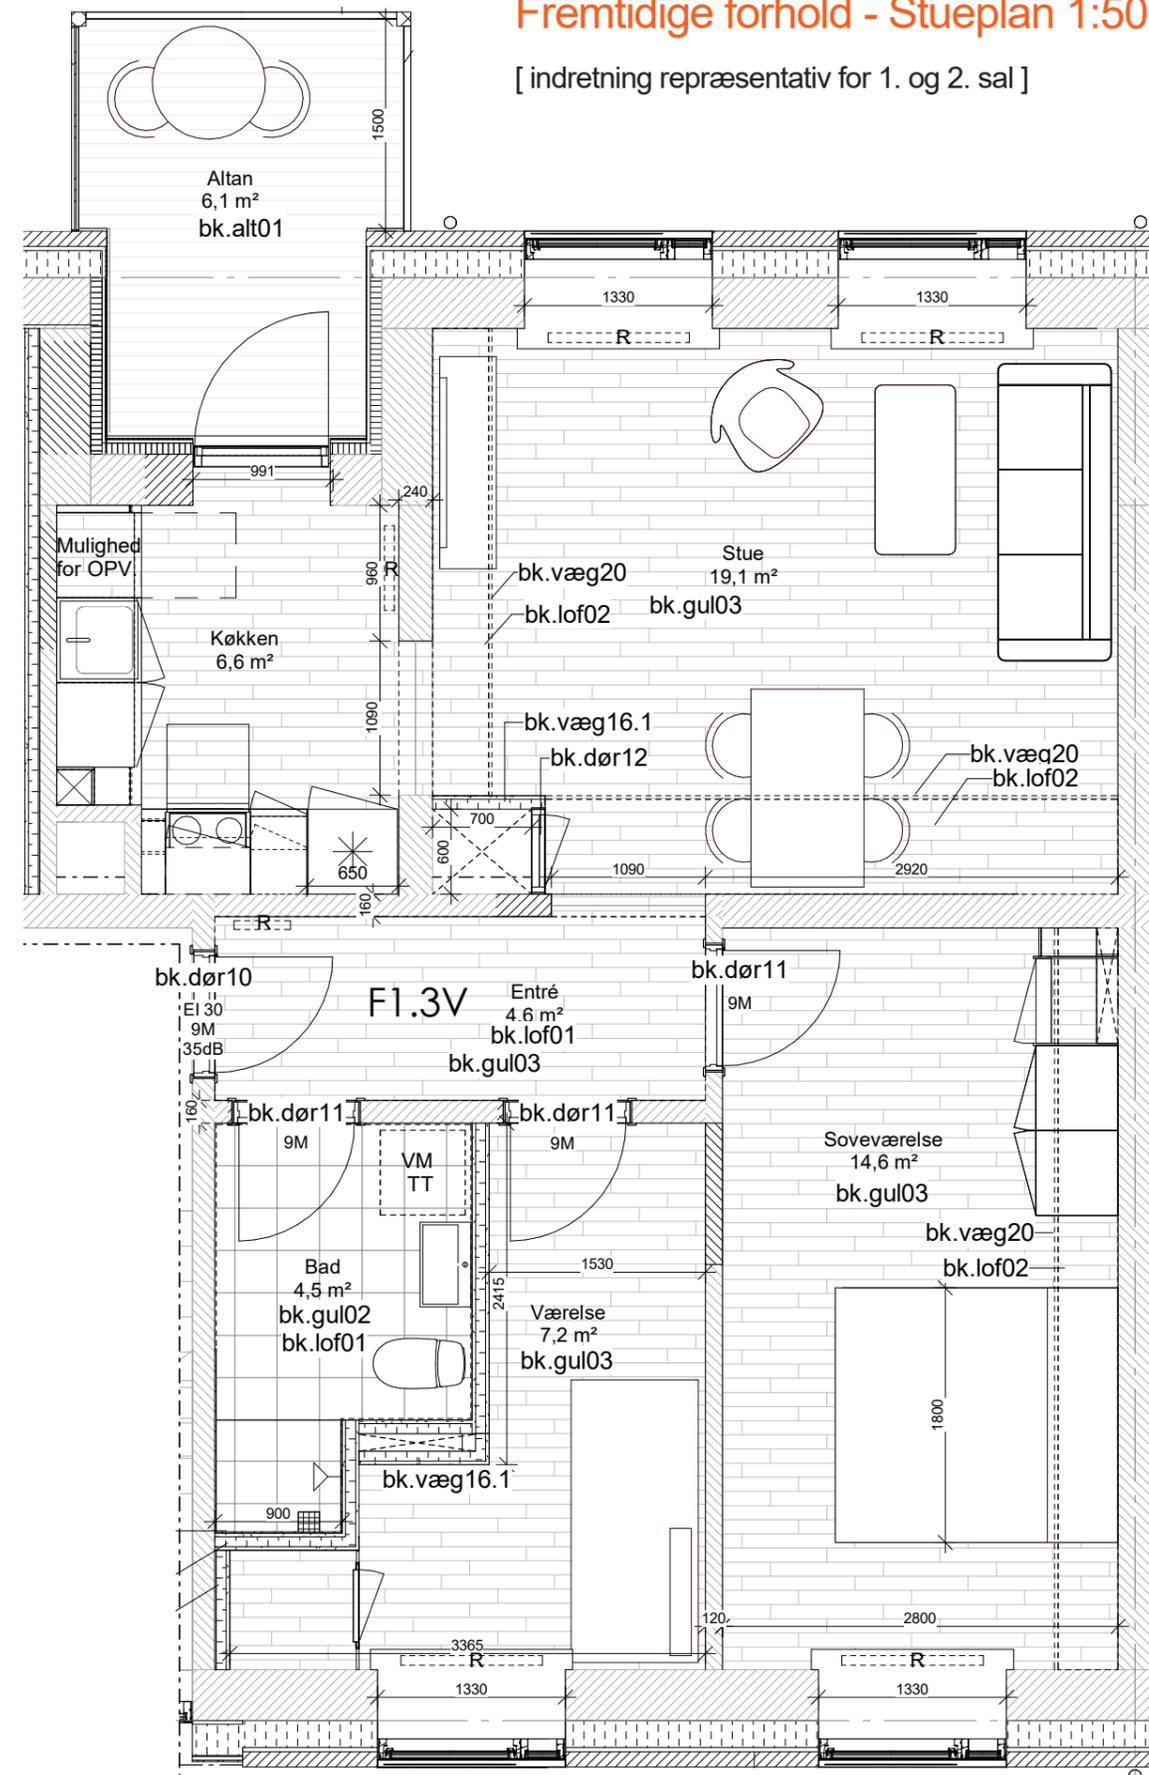 Fremtidige forhold - Stueplan 1:50
[ indretning repræsentativ for 1. og 2. sal ]
1500
Altan
6,1 m²
bk.alt01
1330
1330
R
R
991
240
Mulighed
for OPV.
960
R
Stue
19,1 m²
bk.gul03
bk.væg20
bk.lof02
Køkken
6,6 m²
1090
bk.væg16.1
bk.dør12
bk.væg20
bk.lof02
700
600
650
1090
2920
160
R
bk.dør10
EI 30
9M
35dB
F1.3V
Entré
4,6 m²
bk.lof01
bk.gul03
bk.dør11
9M
160
bk.dør11
9M
bk.dør11
9M
VM
TT
Soveværelse
14,6 m²
bk.gul03
bk.væg20
bk.lof02
Bad
4,5 m²
bk.gul02
bk.lof01
1530
2415
Værelse
7,2 m²
bk.gul03
1800
bk.væg16.1
900
120
2800
3365
R
R
1330
1330